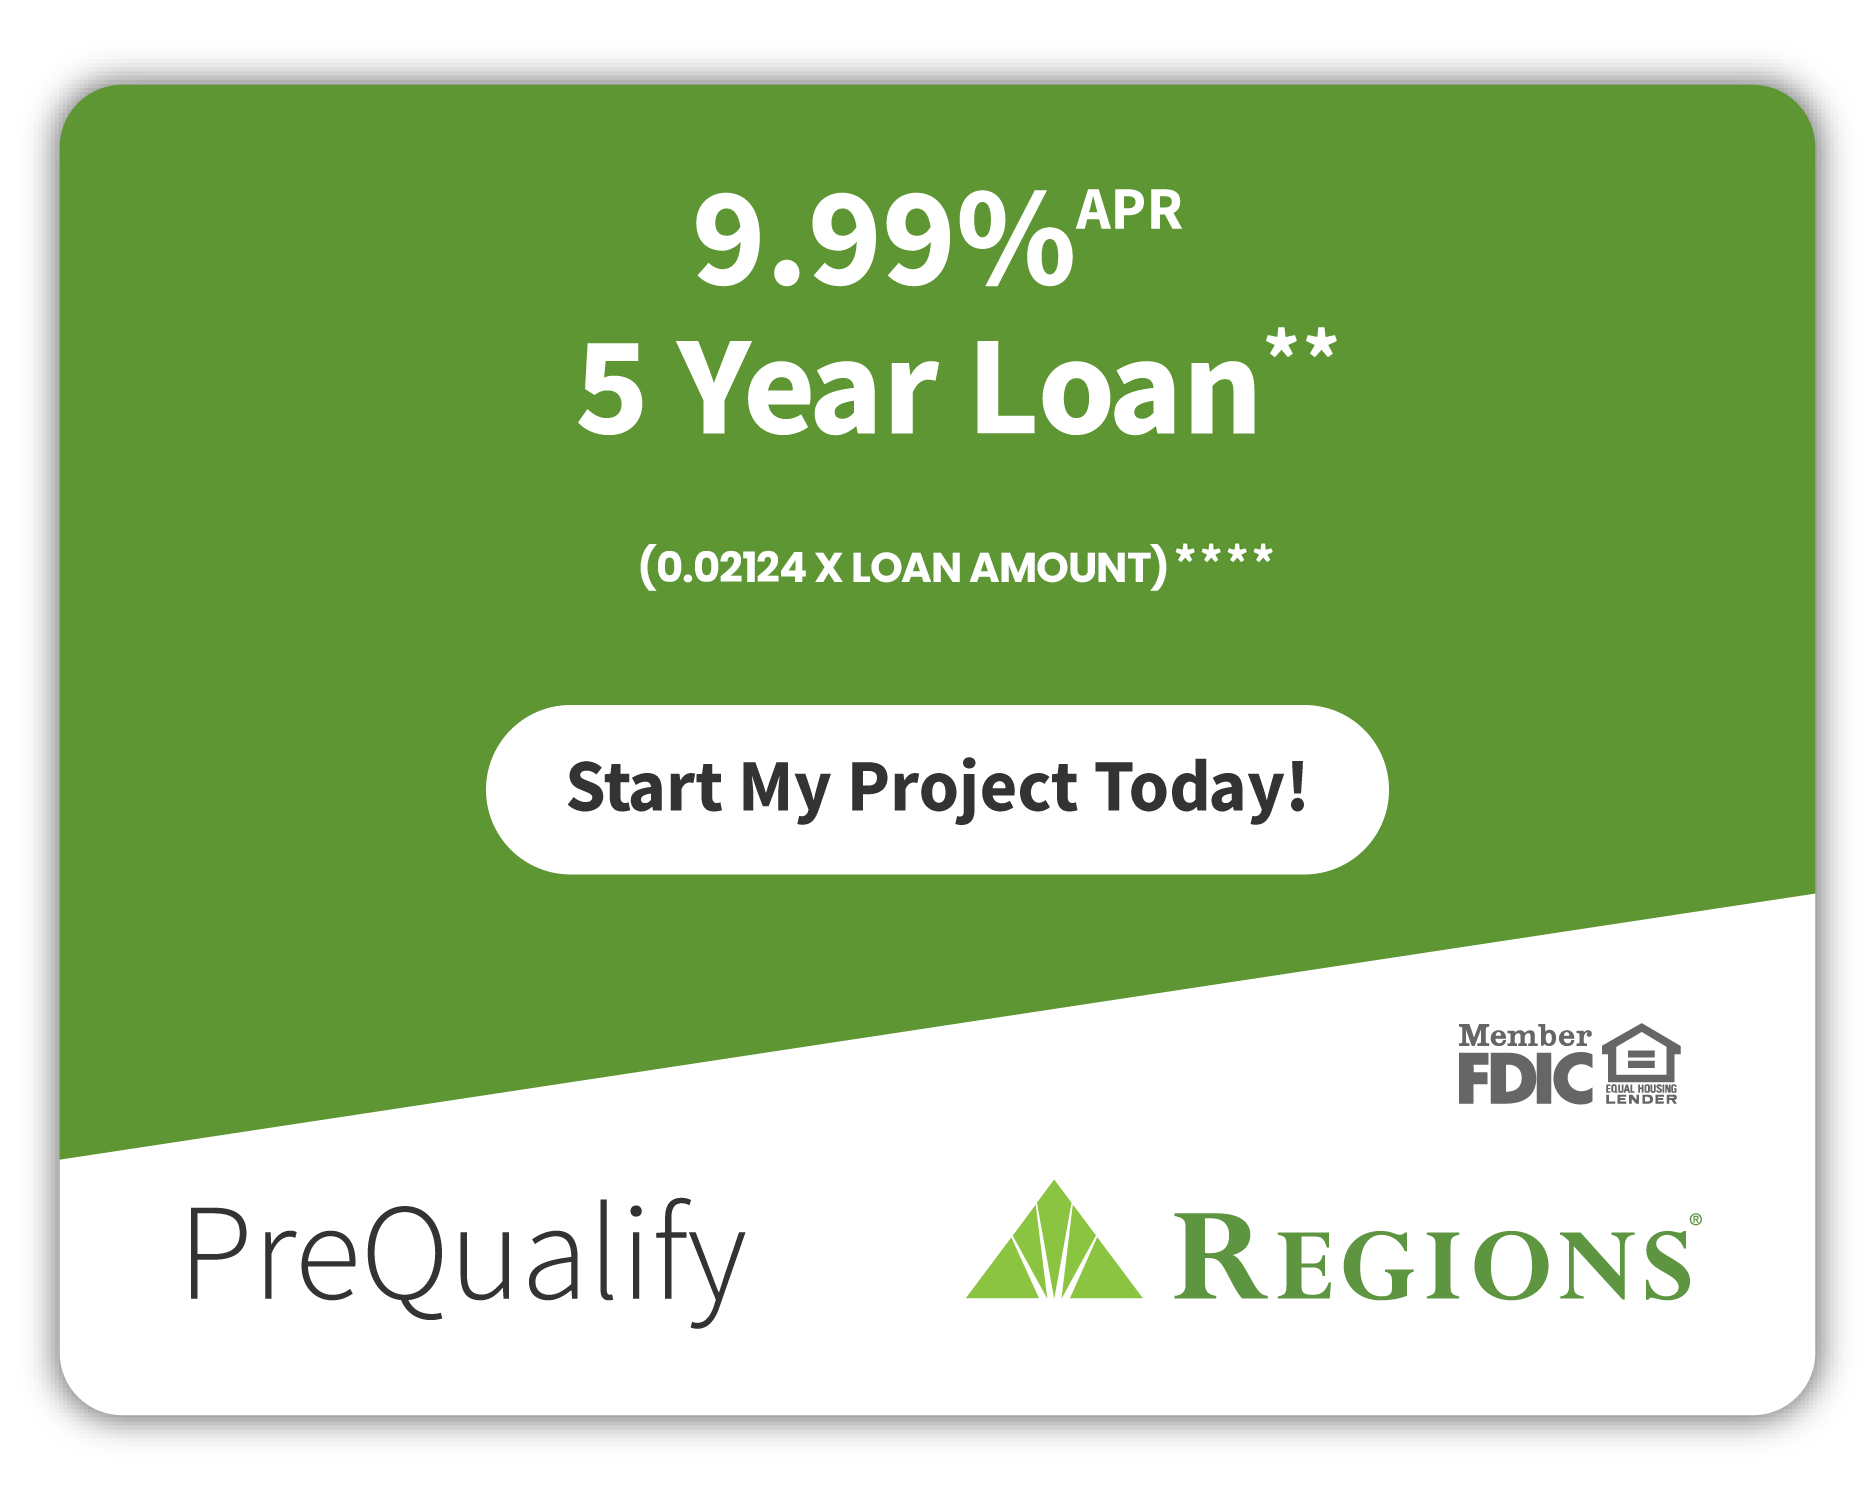 9.99% APR
5 Year Loan**
(0.02124 X LOAN AMOUNT)****
Start My Project Today!
Member
FDIC
EQUAL HOUSING
LENDER
PreQualify
REGIONS®